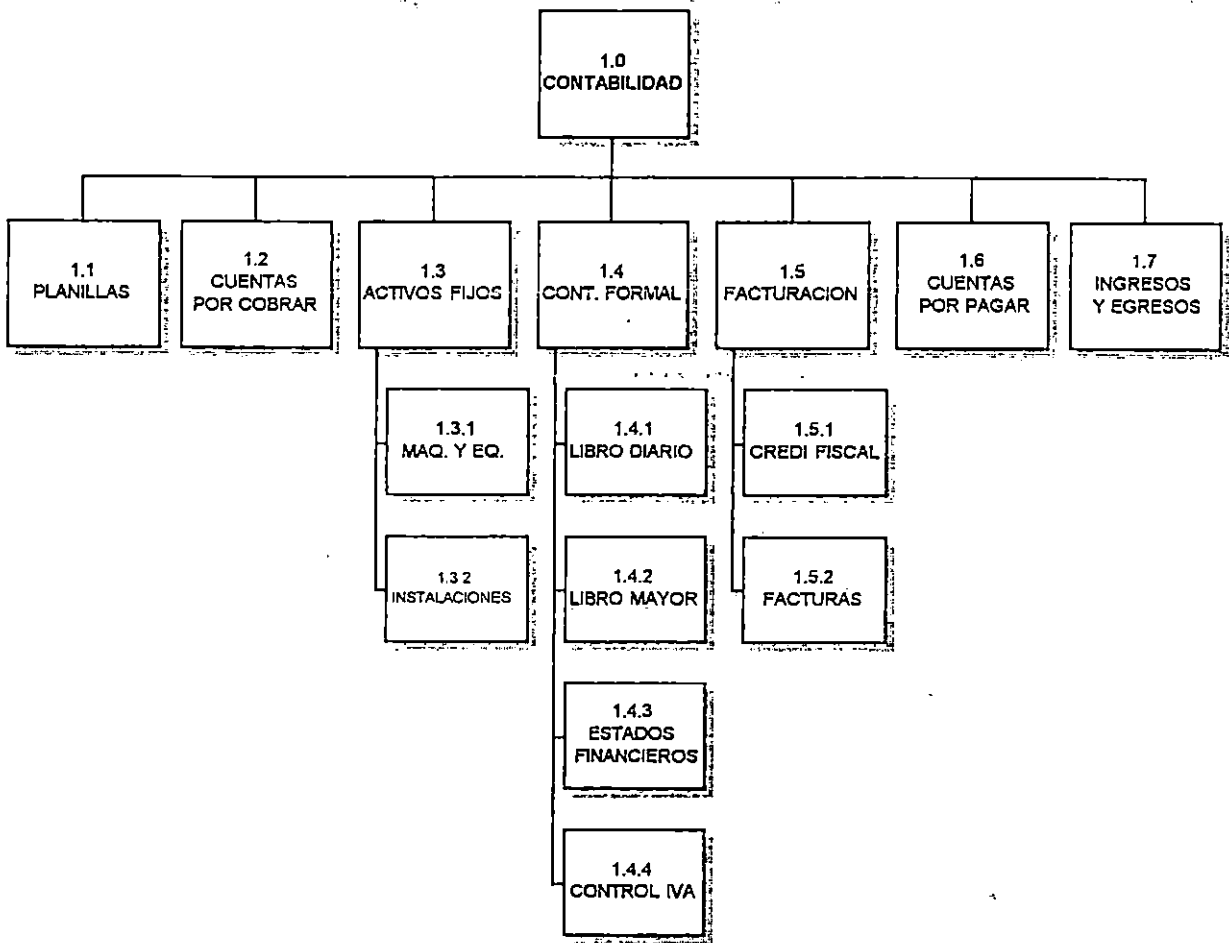 1.0
CONTABILIDAD
1.1
PLANILLAS
1.2
CUENTAS
POR COBRAR
1.3
ACTIVOS FIJOS
1.4
CONT. FORMAL
1.5
FACTURACION
1.6
CUENTAS
POR PAGAR
1.7
INGRESOS
Y EGRESOS
1.3.1
MAQ. Y EQ.
1.4.1
LIBRO DIARIO
1.5.1
CREDI FISCAL
1.3.2
INSTALACIONES
1.4.2
LIBRO MAYOR
1.5.2
FACTURAS
1.4.3
ESTADOS
FINANCIEROS
1.4.4
CONTROL IVA